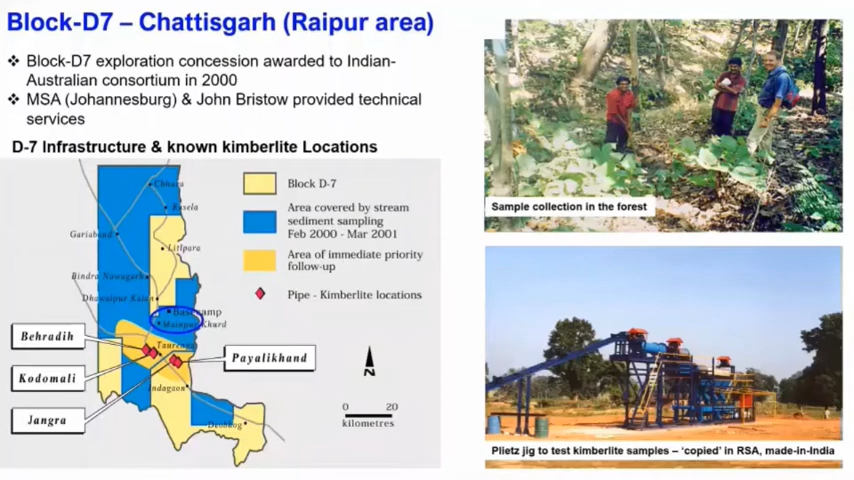 Block-D7 – Chattisgarh (Raipur area)
❖ Block-D7 exploration concession awarded to Indian-
Australian consortium in 2000
❖ MSA (Johannesburg) & John Bristow provided technical
services
D-7 Infrastructure & known kimberlite Locations
Block D-7
Area covered by stream
sediment sampling
Feb 2000 - Mar 2001
Area of immediate priority
follow-up
Pipe - Kimberlite locations
Chhura
Gariaband
Litlpara
Bindra Nawagarh
Dhawalpur Kalan
Base camp
Mainpur Khurd
Behradih
Payalikhand
Kodomali
Indagaon
Jangra
Deobhog
N
0 20
kilometres
Sample collection in the forest
Plietz jig to test kimberlite samples – 'copied' in RSA, made-in-India